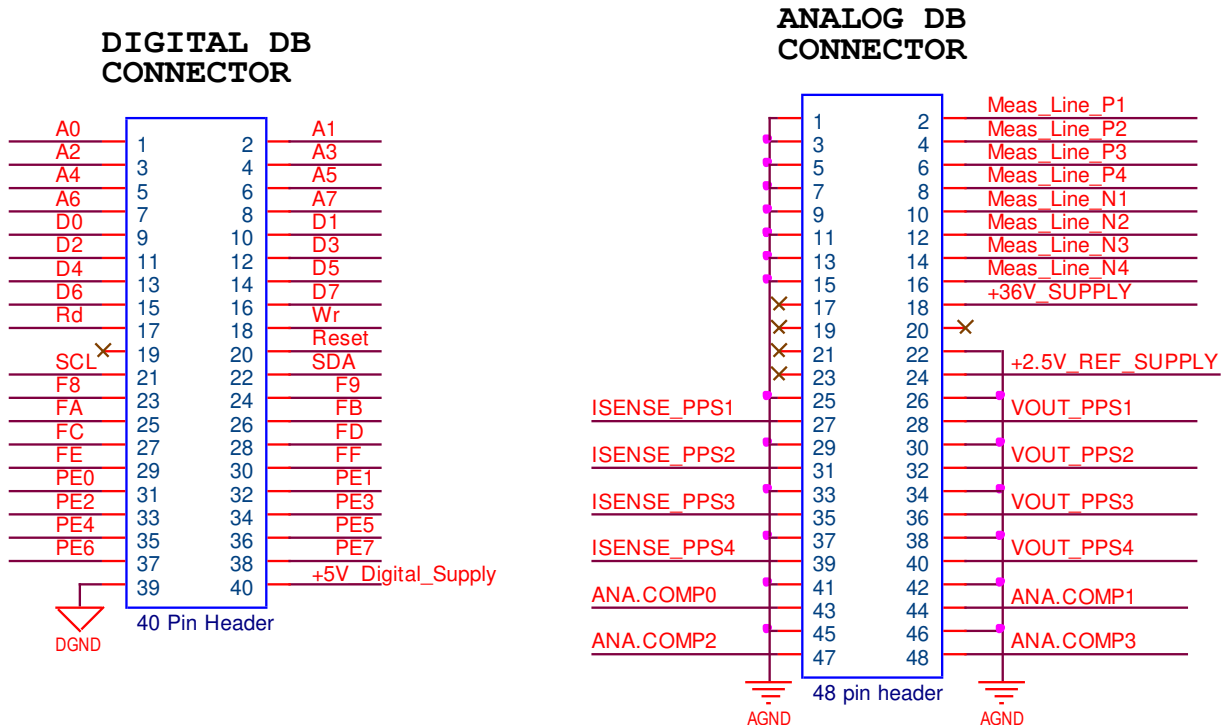 DIGITAL DB
CONNECTOR
A0 1 2 A1
A2 3 4 A3
A4 5 6 A5
A6 7 8 A7
D0 9 10 D1
D2 11 12 D3
D4 13 14 D5
D6 15 16 D7
Rd 17 18 Wr
19 20 Reset
SCL 21 22 SDA
F8 23 24 F9
FA 25 26 FB
FC 27 28 FD
FE 29 30 FF
PE0 31 32 PE1
PE2 33 34 PE3
PE4 35 36 PE5
PE6 37 38 PE7
39 40 +5V_Digital_Supply
40 Pin Header
DGND
ANALOG DB
CONNECTOR
1 2 Meas_Line_P1
3 4 Meas_Line_P2
5 6 Meas_Line_P3
7 8 Meas_Line_P4
9 10 Meas_Line_N1
11 12 Meas_Line_N2
13 14 Meas_Line_N3
15 16 Meas_Line_N4
17 18 +36V_SUPPLY
19 20
21 22
23 24 +2.5V_REF_SUPPLY
25 26
ISENSE_PPS1 27 28 VOUT_PPS1
29 30
ISENSE_PPS2 31 32 VOUT_PPS2
33 34
ISENSE_PPS3 35 36 VOUT_PPS3
37 38
ISENSE_PPS4 39 40 VOUT_PPS4
41 42
ANA.COMP0 43 44 ANA.COMP1
45 46
ANA.COMP2 47 48 ANA.COMP3
48 pin header
AGND AGND